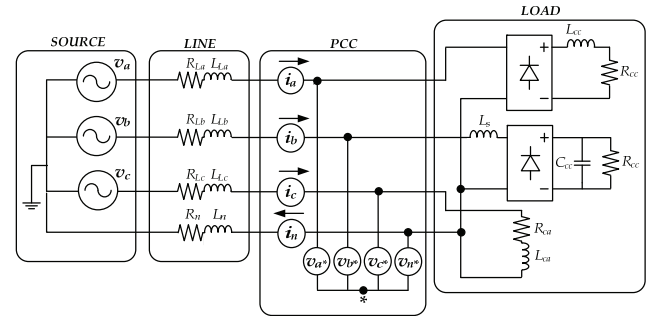 SOURCE LINE PCC LOAD
va RLa LLa ia
+ Lcc Rcc
−
vb RLb LLb ib Ls
+ Ccc Rcc
−
vc RLc LLc ic
Rn Ln in
Rca
Lca
va* vb* vc* vn*
*